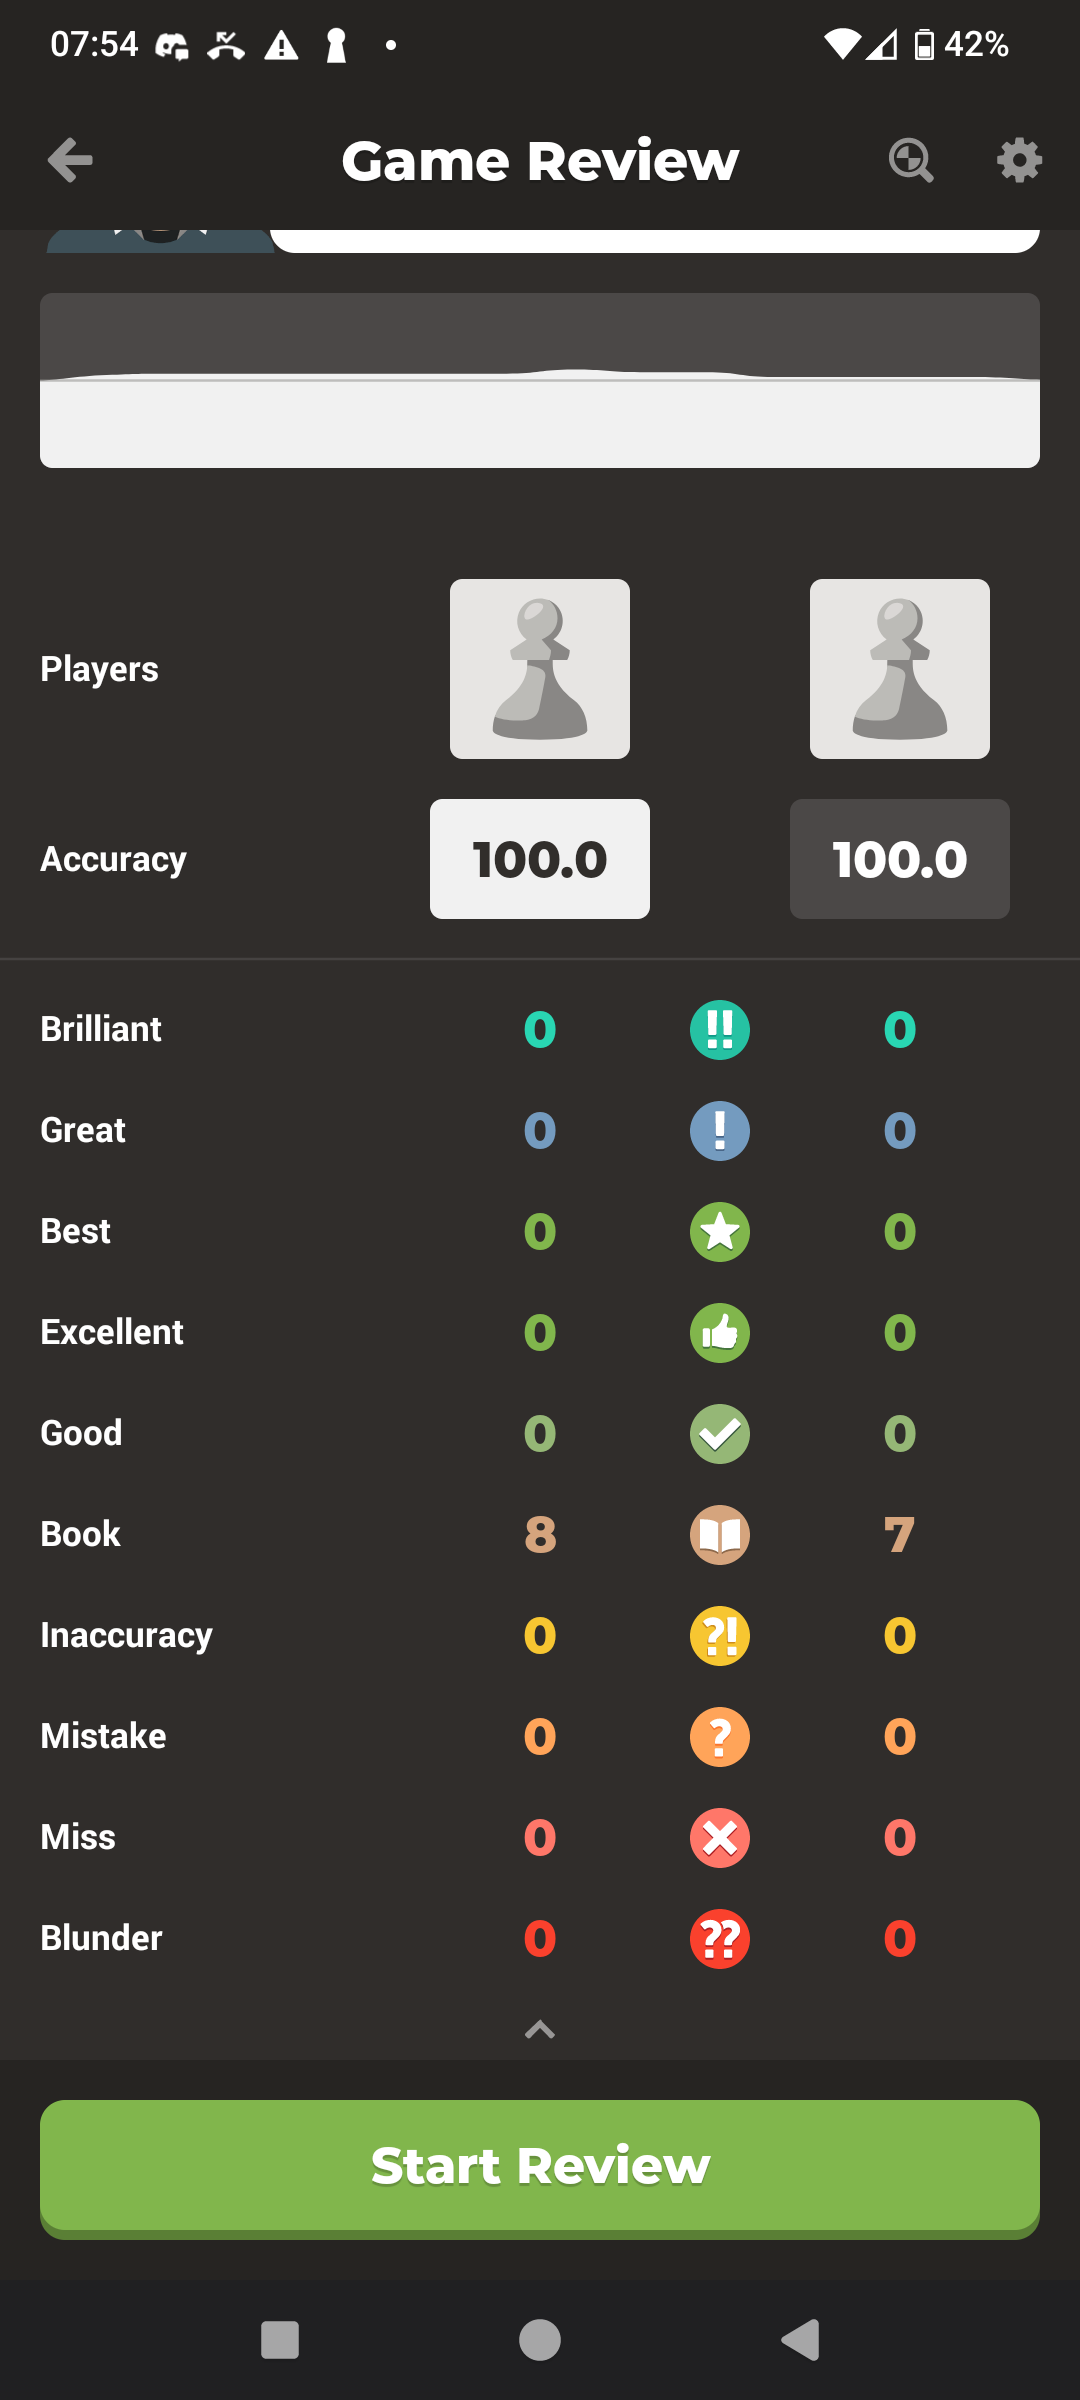 07:54 42%
Game Review
Players
Accuracy 100.0 100.0
Brilliant 0 !! 0
Great 0 ! 0
Best 0 0
Excellent 0 0
Good 0 0
Book 8 7
Inaccuracy 0 ?! 0
Mistake 0 ? 0
Miss 0 0
Blunder 0 ?? 0
Start Review